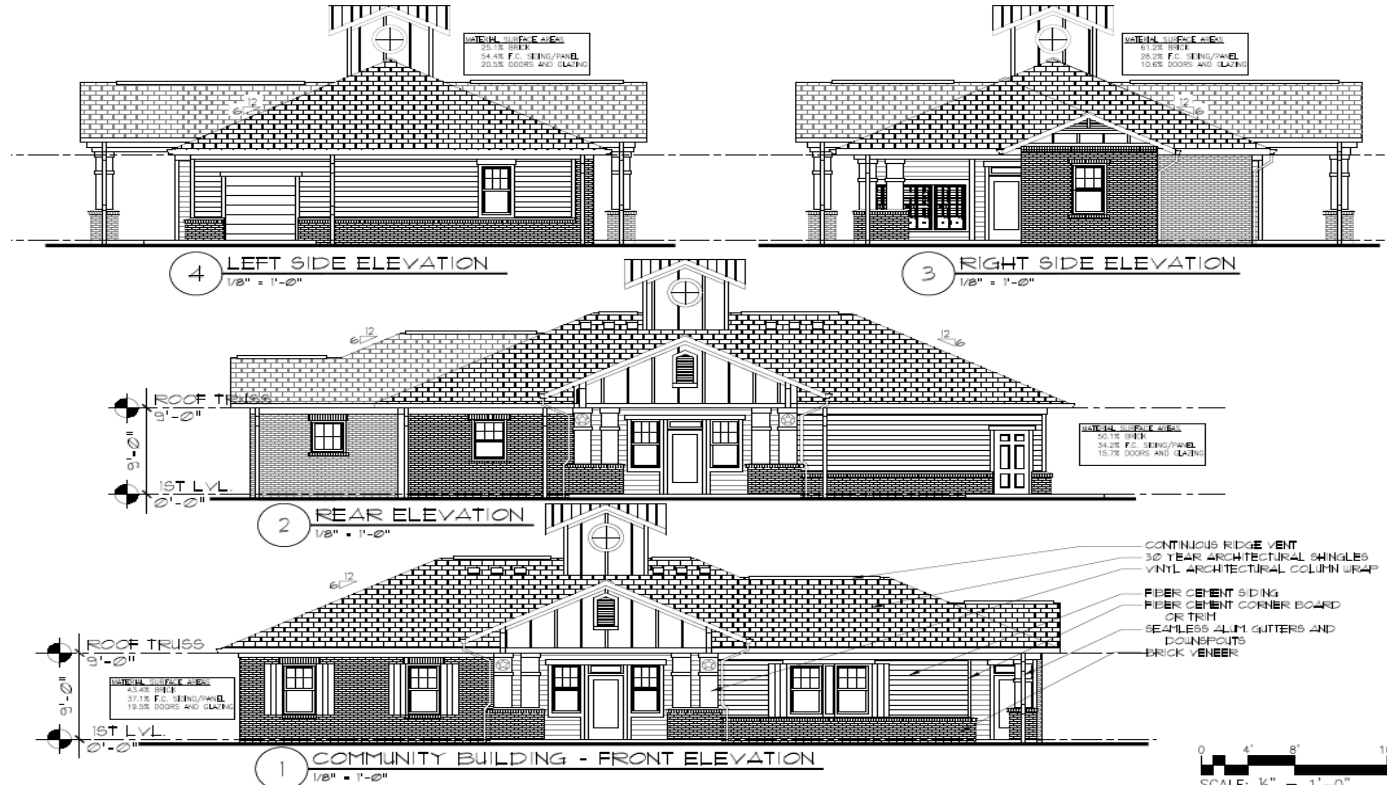 MATERIAL SURFACE AREAS
25.1% BRICK
54.4% F.C. SIDING/PANEL
20.5% DOORS AND GLAZING
12
6
4
LEFT SIDE ELEVATION
1/8" = 1'-0"
MATERIAL SURFACE AREAS
61.2% BRICK
28.2% F.C. SIDING/PANEL
10.6% DOORS AND GLAZING
12
6
3
RIGHT SIDE ELEVATION
1/8" = 1'-0"
12
6
12
6
ROOF TRUSS
9'-0"
9'-0"
1ST LVL.
0'-0"
MATERIAL SURFACE AREAS
50.1% BRICK
34.2% F.C. SIDING/PANEL
15.7% DOORS AND GLAZING
2
REAR ELEVATION
1/8" = 1'-0"
12
6
CONTINUOUS RIDGE VENT
30 YEAR ARCHITECTURAL SHINGLES
VINYL ARCHITECTURAL COLUMN WRAP
FIBER CEMENT SIDING
FIBER CEMENT CORNER BOARD
OR TRIM
SEAMLESS ALUM. GUTTERS AND
DOWNSPOUTS
BRICK VENEER
ROOF TRUSS
9'-0"
9'-0"
1ST LVL.
0'-0"
MATERIAL SURFACE AREAS
43.4% BRICK
37.1% F.C. SIDING/PANEL
19.5% DOORS AND GLAZING
1
COMMUNITY BUILDING - FRONT ELEVATION
1/8" = 1'-0"
0 4' 8'
SCALE: = 1'-0"